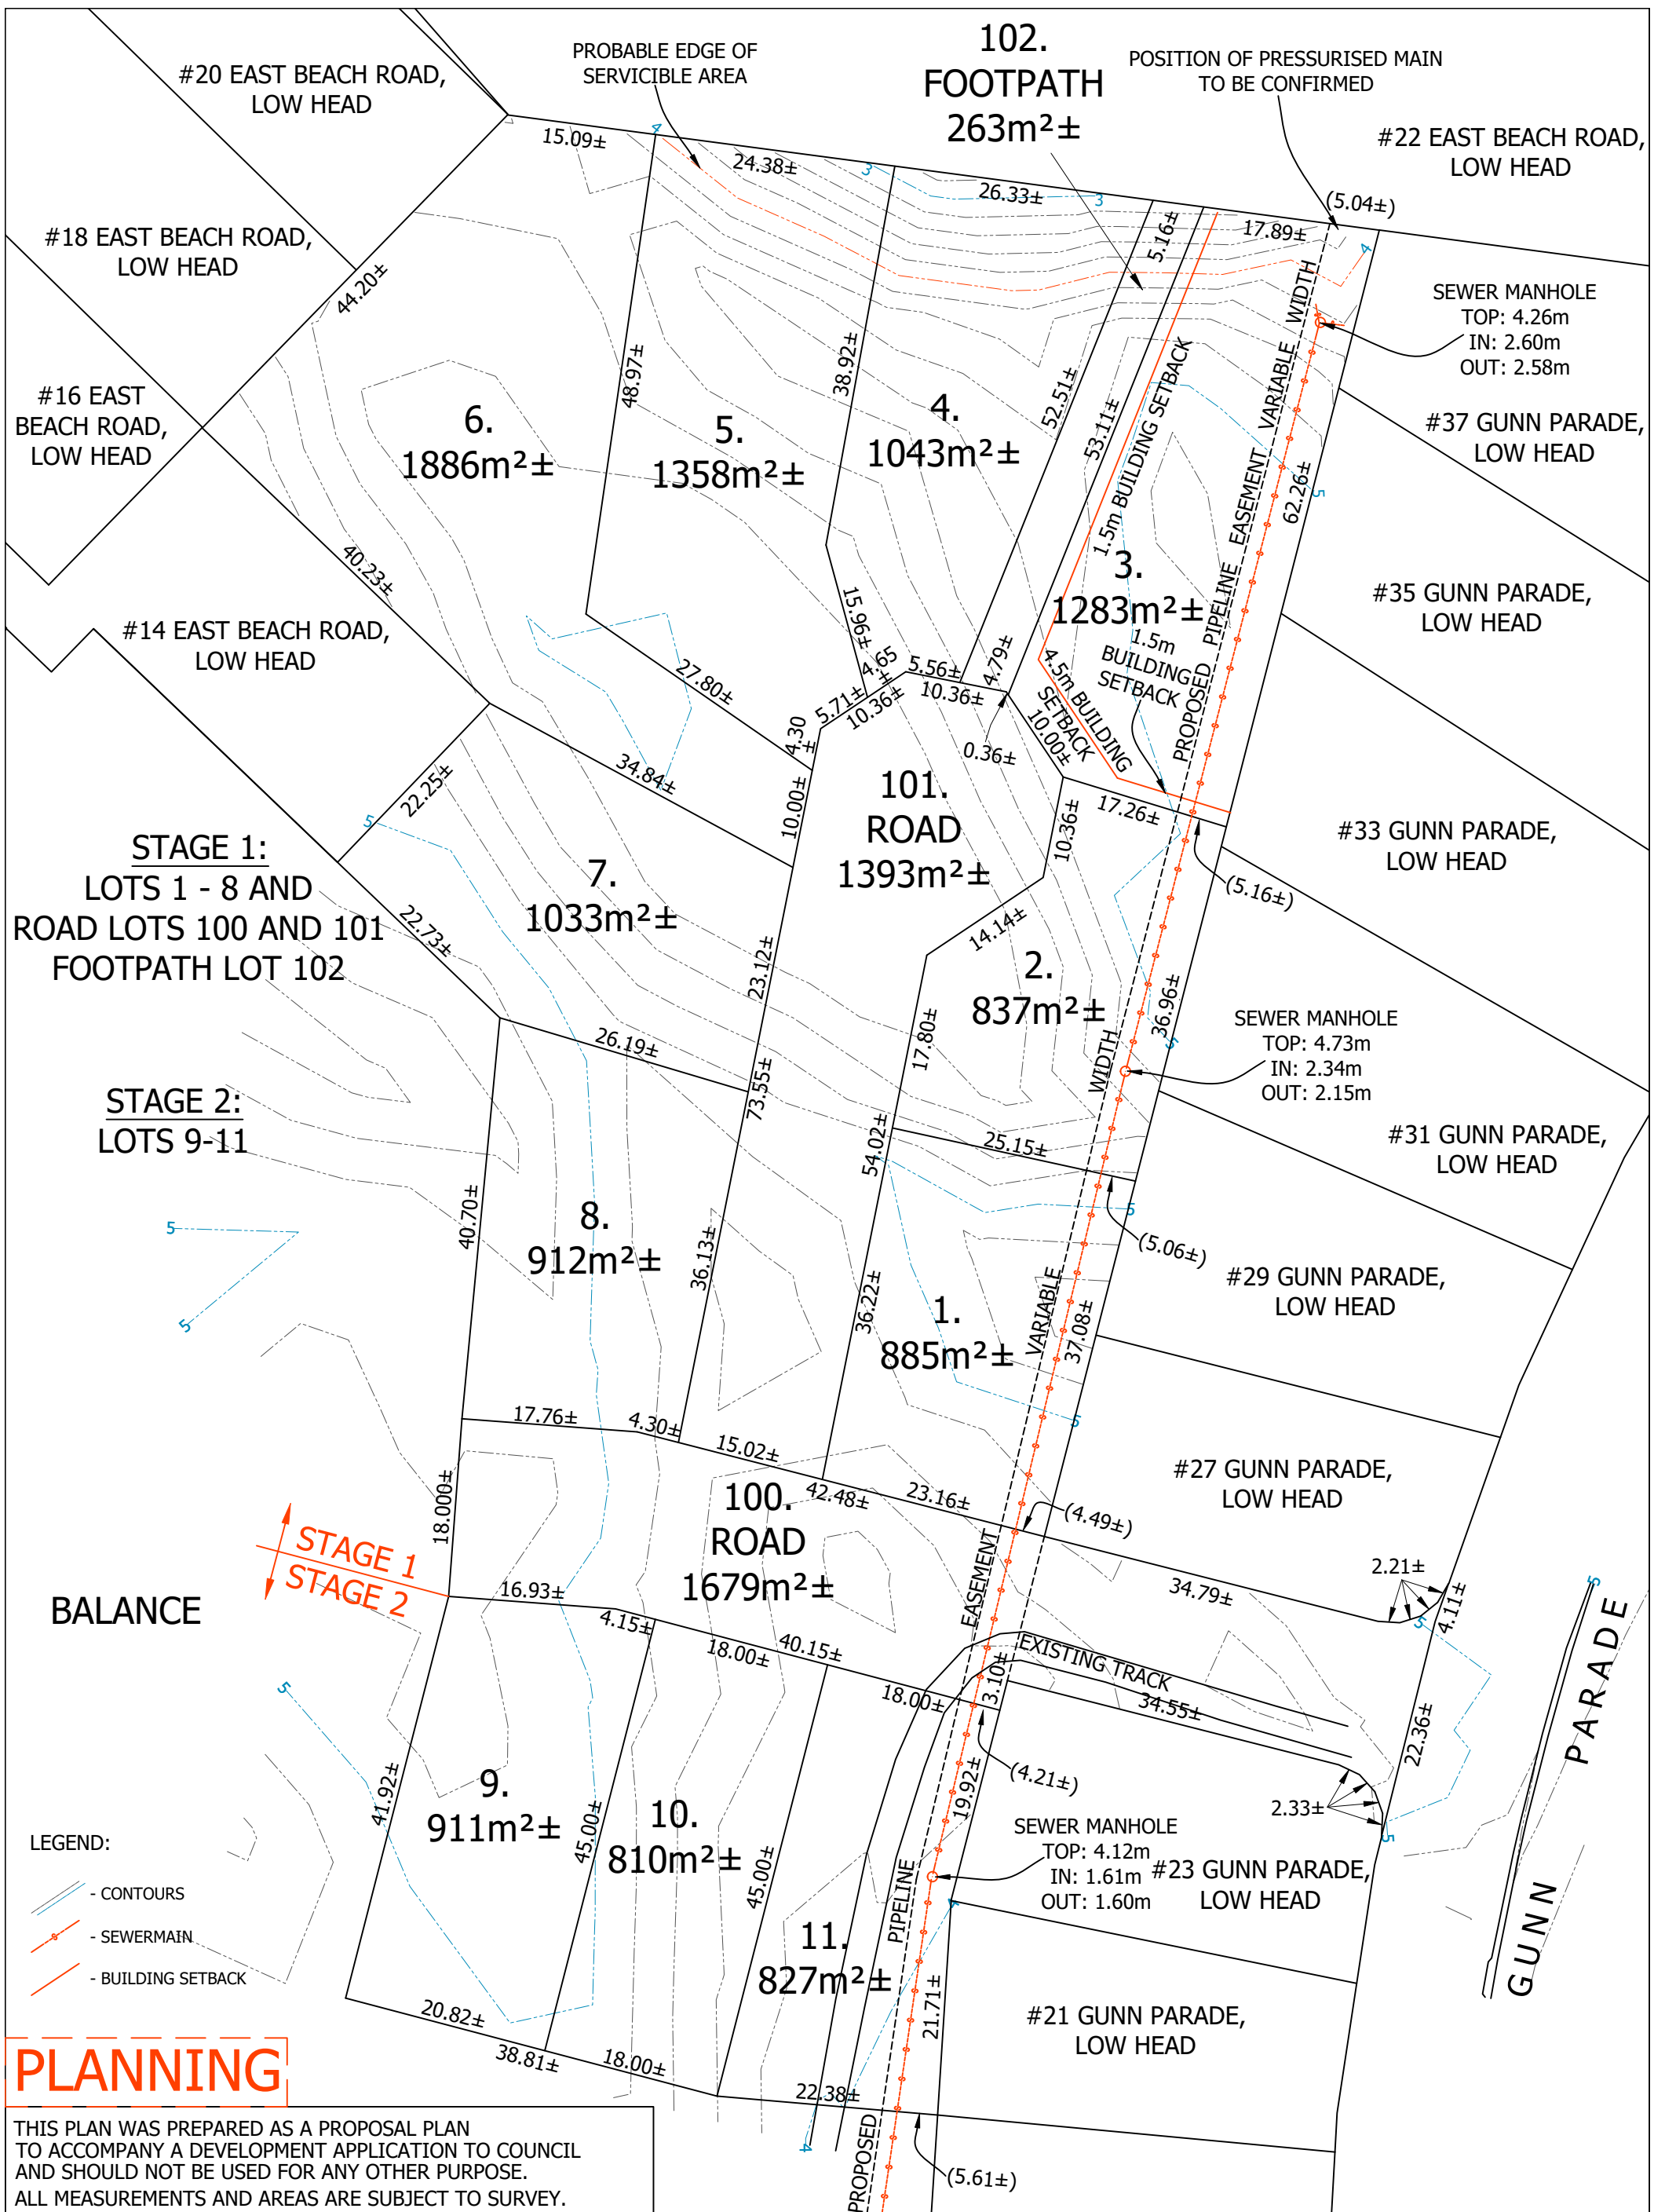 #20 EAST BEACH ROAD,
LOW HEAD
PROBABLE EDGE OF
SERVICIBLE AREA
102.
FOOTPATH
263m²±
POSITION OF PRESSURISED MAIN
TO BE CONFIRMED
#22 EAST BEACH ROAD,
LOW HEAD
15.09±
4
24.38±
3
26.33±
3
5.16±
17.89±
(5.04±)
4
#18 EAST BEACH ROAD,
LOW HEAD
44.20±
SEWER MANHOLE
TOP: 4.26m
IN: 2.60m
OUT: 2.58m
#16 EAST
BEACH ROAD,
LOW HEAD
6.
1886m²±
48.97±
5.
1358m²±
38.92±
4.
1043m²±
52.51±
53.11±
1.5m BUILDING SETBACK
PROPOSED PIPELINE EASEMENT VARIABLE WIDTH
62.26±
5
#37 GUNN PARADE,
LOW HEAD
40.23±
3.
1283m²±
1.5m
BUILDING
SETBACK
4.5m BUILDING
SETBACK
10.00±
#35 GUNN PARADE,
LOW HEAD
#14 EAST BEACH ROAD,
LOW HEAD
27.80±
15.96±
4.65
±
5.71±
10.36±
5.56±
10.36±
4.79±
0.36±
4.30
±
10.00±
34.84±
22.25±
5
101.
ROAD
1393m²±
10.36±
17.26±
(5.16±)
#33 GUNN PARADE,
LOW HEAD
STAGE 1:
LOTS 1 - 8 AND
ROAD LOTS 100 AND 101
FOOTPATH LOT 102
22.73±
7.
1033m²±
23.12±
14.14±
2.
837m²±
17.80±
36.96±
5
SEWER MANHOLE
TOP: 4.73m
IN: 2.34m
OUT: 2.15m
26.19±
73.55±
54.02±
25.15±
#31 GUNN PARADE,
LOW HEAD
STAGE 2:
LOTS 9-11
5
5
40.70±
8.
912m²±
36.13±
36.22±
1.
885m²±
5
(5.06±)
37.08±
5
#29 GUNN PARADE,
LOW HEAD
PROPOSED PIPELINE EASEMENT VARIABLE WIDTH
17.76±
4.30±
15.02±
42.48±
23.16±
(4.49±)
#27 GUNN PARADE,
LOW HEAD
18.000±
100.
ROAD
1679m²±
STAGE 1
STAGE 2
BALANCE
16.93±
4.15±
18.00±
40.15±
18.00±
3.10±
EXISTING TRACK
34.55±
34.79±
2.21±
4.11±
5
22.36±
5
GUNN PARADE
5
5
41.92±
9.
911m²±
45.00±
10.
810m²±
45.00±
11.
827m²±
19.92±
(4.21±)
2.33±
SEWER MANHOLE
TOP: 4.12m
IN: 1.61m
OUT: 1.60m
#23 GUNN PARADE,
LOW HEAD
4
21.71±
#21 GUNN PARADE,
LOW HEAD
20.82±
38.81±
18.00±
22.38±
4
(5.61±)
LEGEND:
- CONTOURS
- SEWERMAIN
- BUILDING SETBACK
PLANNING
THIS PLAN WAS PREPARED AS A PROPOSAL PLAN
TO ACCOMPANY A DEVELOPMENT APPLICATION TO COUNCIL
AND SHOULD NOT BE USED FOR ANY OTHER PURPOSE.
ALL MEASUREMENTS AND AREAS ARE SUBJECT TO SURVEY.